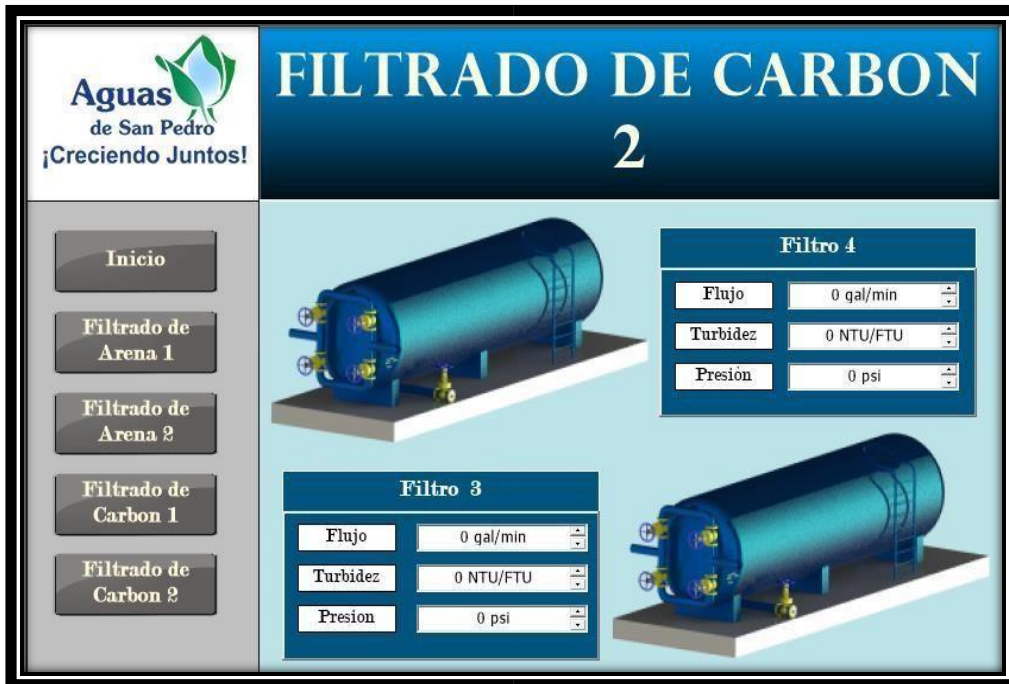 Aguas
de San Pedro
¡Creciendo Juntos!
FILTRADO DE CARBON
2
Inicio
Filtrado de
Arena 1
Filtrado de
Arena 2
Filtrado de
Carbon 1
Filtrado de
Carbon 2
Filtro 4
Flujo 0 gal/min
Turbidez 0 NTU/FTU
Presión 0 psi
Filtro 3
Flujo 0 gal/min
Turbidez 0 NTU/FTU
Presion 0 psi